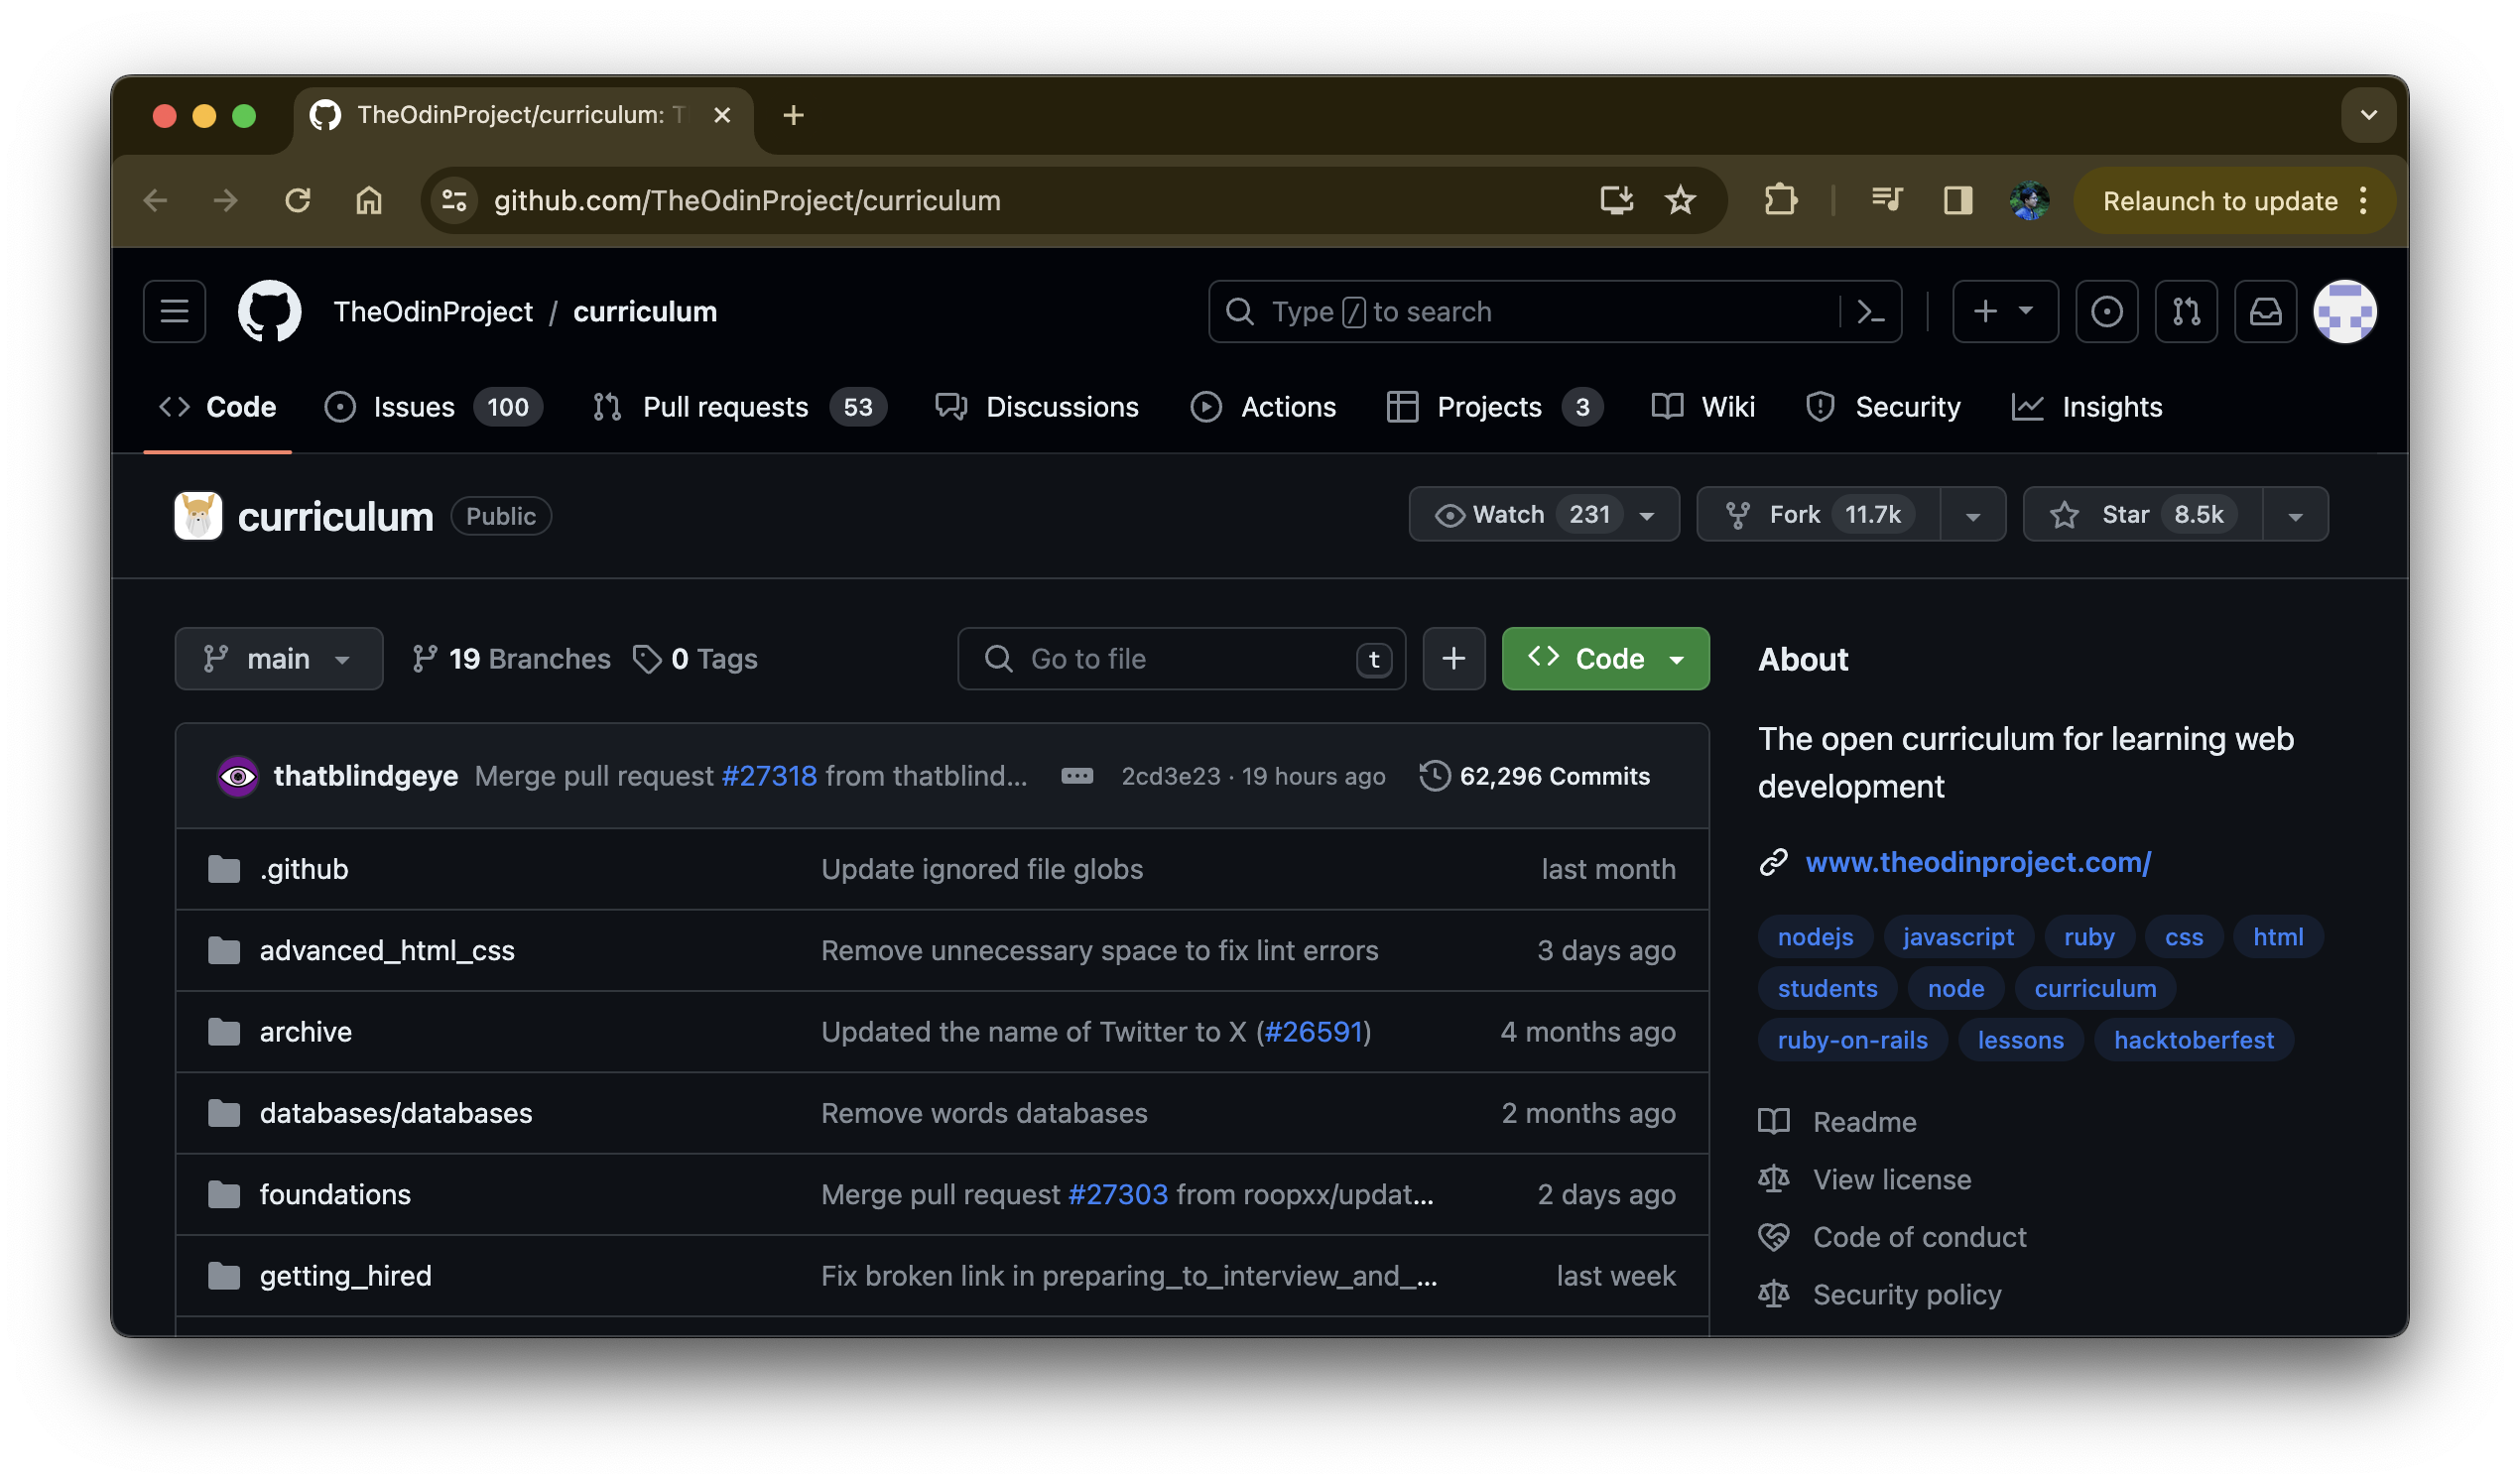 TheOdinProject/curriculum: T
github.com/TheOdinProject/curriculum
Relaunch to update
TheOdinProject / curriculum
Type / to search
Code
Issues 100
Pull requests 53
Discussions
Actions
Projects 3
Wiki
Security
Insights
curriculum Public
Watch 231
Fork 11.7k
Star 8.5k
main
19 Branches
0 Tags
Go to file t
Code
thatblindgeye Merge pull request #27318 from thatblind... 2cd3e23 · 19 hours ago 62,296 Commits
.github Update ignored file globs last month
advanced_html_css Remove unnecessary space to fix lint errors 3 days ago
archive Updated the name of Twitter to X (#26591) 4 months ago
databases/databases Remove words databases 2 months ago
foundations Merge pull request #27303 from roopxx/updat... 2 days ago
getting_hired Fix broken link in preparing_to_interview_and_... last week
About
The open curriculum for learning web
development
www.theodinproject.com/
nodejs javascript ruby css html
students node curriculum
ruby-on-rails lessons hacktoberfest
Readme
View license
Code of conduct
Security policy